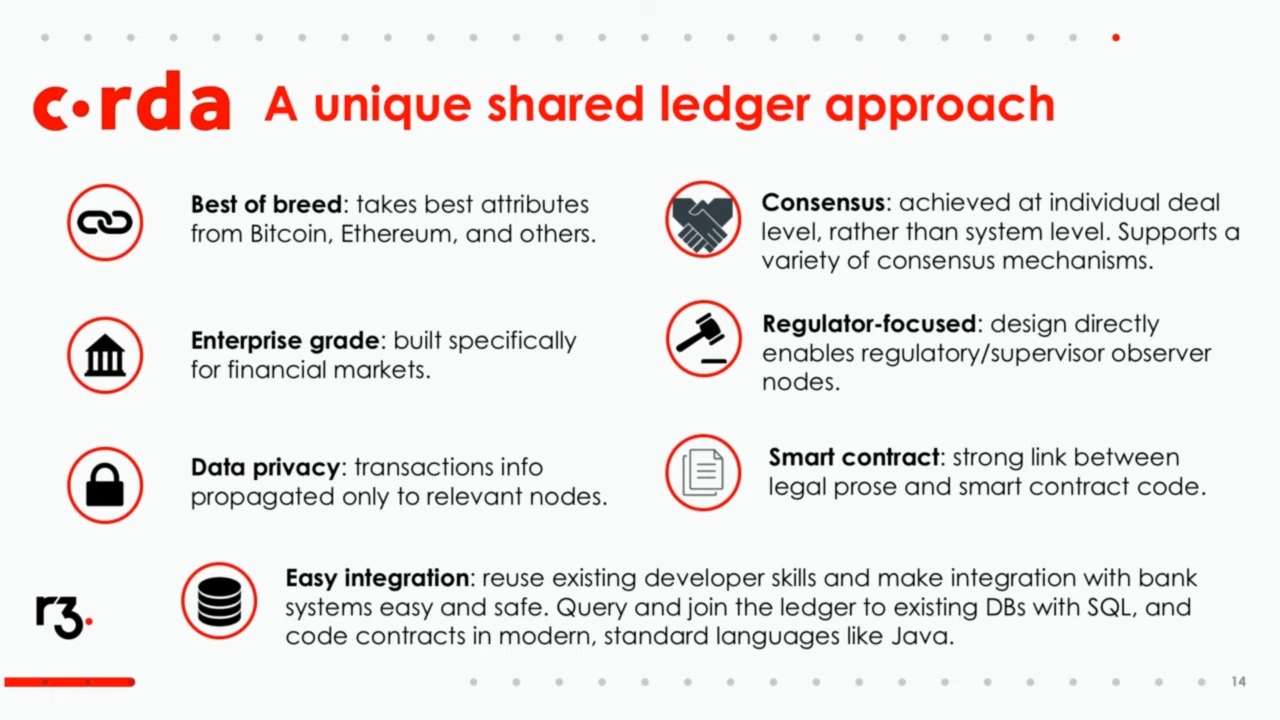 c·rda A unique shared ledger approach
Best of breed: takes best attributes
from Bitcoin, Ethereum, and others.
Enterprise grade: built specifically
for financial markets.
Data privacy: transactions info
propagated only to relevant nodes.
Consensus: achieved at individual deal
level, rather than system level. Supports a
variety of consensus mechanisms.
Regulator-focused: design directly
enables regulatory/supervisor observer
nodes.
Smart contract: strong link between
legal prose and smart contract code.
Easy integration: reuse existing developer skills and make integration with bank
systems easy and safe. Query and join the ledger to existing DBs with SQL, and
code contracts in modern, standard languages like Java.
r3.
14